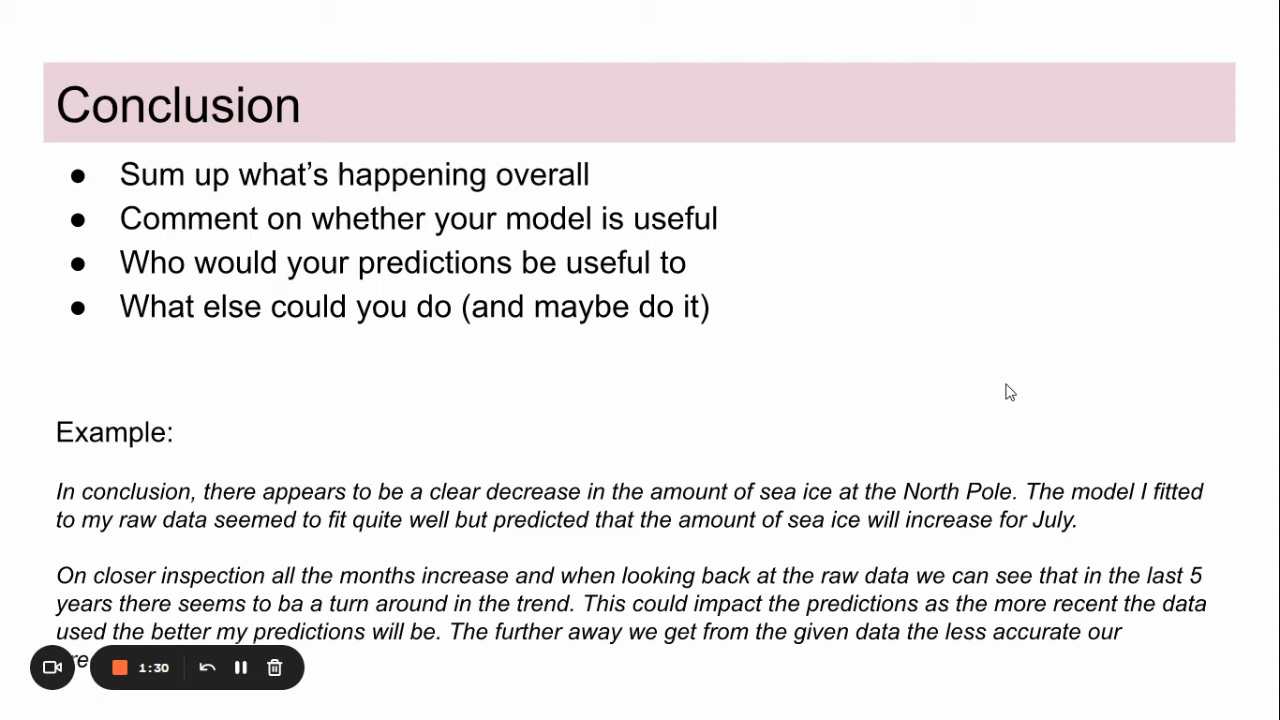 Conclusion
● Sum up what's happening overall
● Comment on whether your model is useful
● Who would your predictions be useful to
● What else could you do (and maybe do it)
Example:
In conclusion, there appears to be a clear decrease in the amount of sea ice at the North Pole. The model I fitted
to my raw data seemed to fit quite well but predicted that the amount of sea ice will increase for July.
On closer inspection all the months increase and when looking back at the raw data we can see that in the last 5
years there seems to ba a turn around in the trend. This could impact the predictions as the more recent the data
used the better my predictions will be. The further away we get from the given data the less accurate our
1:30